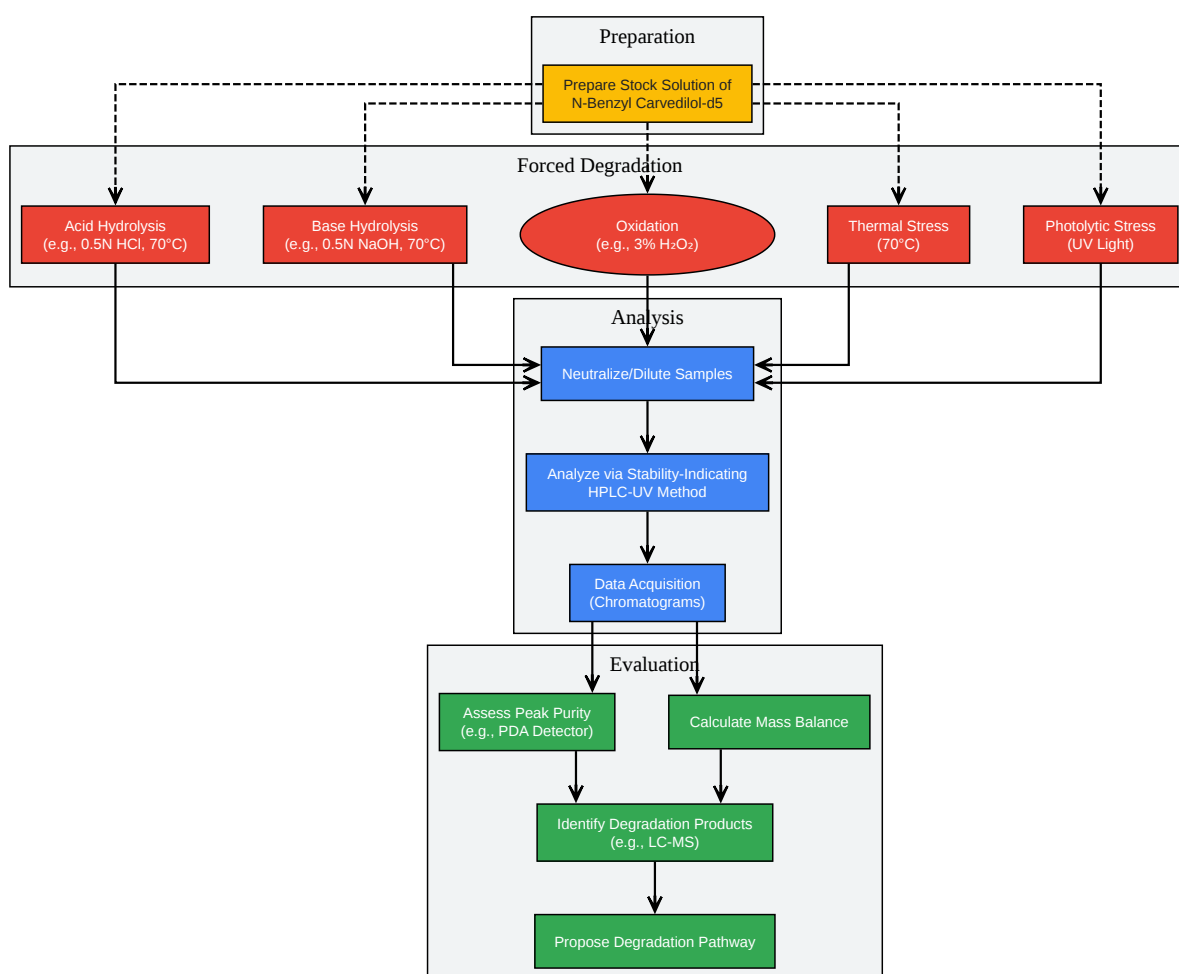 Preparation
Prepare Stock Solution of
N-Benzyl Carvedilol-d5
Forced Degradation
Acid Hydrolysis
(e.g., 0.5N HCl, 70°C)
Base Hydrolysis
(e.g., 0.5N NaOH, 70°C)
Oxidation
(e.g., 3% H₂O₂)
Thermal Stress
(70°C)
Photolytic Stress
(UV Light)
Analysis
Neutralize/Dilute Samples
Analyze via Stability-Indicating
HPLC-UV Method
Data Acquisition
(Chromatograms)
Evaluation
Assess Peak Purity
(e.g., PDA Detector)
Calculate Mass Balance
Identify Degradation Products
(e.g., LC-MS)
Propose Degradation Pathway